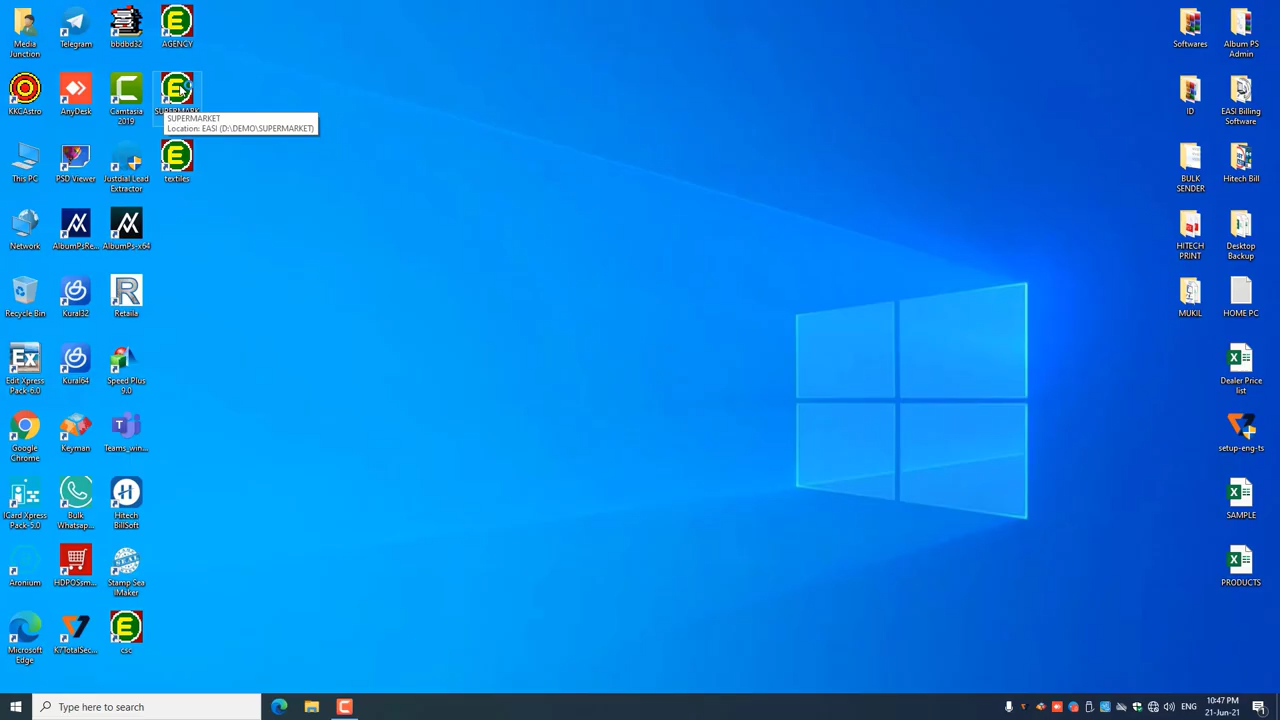 Media
Junction
Telegram
bbdbd32
AGENCY
KKCAstro
AnyDesk
Camtasia
2019
SUPERMARK
SUPERMARKET
Location: EASI (D:\DEMO\SUPERMARKET)
This PC
PSD Viewer
Justdial Lead
Extractor
textiles
Network
AlbumPsRe...
AlbumPs-x64
Recycle Bin
Kural32
Retaila
Edit Xpress
Pack-6.0
Kural64
Speed Plus
9.0
Google
Chrome
Keyman
Teams_win...
ICard Xpress
Pack-5.0
Bulk
Whatsap...
Hitech
BillSoft
Aronium
HDPOSsm...
Stamp Seal
Maker
Microsoft
Edge
K7TotalSec...
csc
Softwares
Album PS
Admin
ID
EASI Billing
Software
BULK
SENDER
Hitech Bill
HITECH
PRINT
Desktop
Backup
MUKIL
HOME PC
Dealer Price
list
setup-eng-ts
SAMPLE
PRODUCTS
Type here to search
ENG
10:47 PM
21-Jun-21